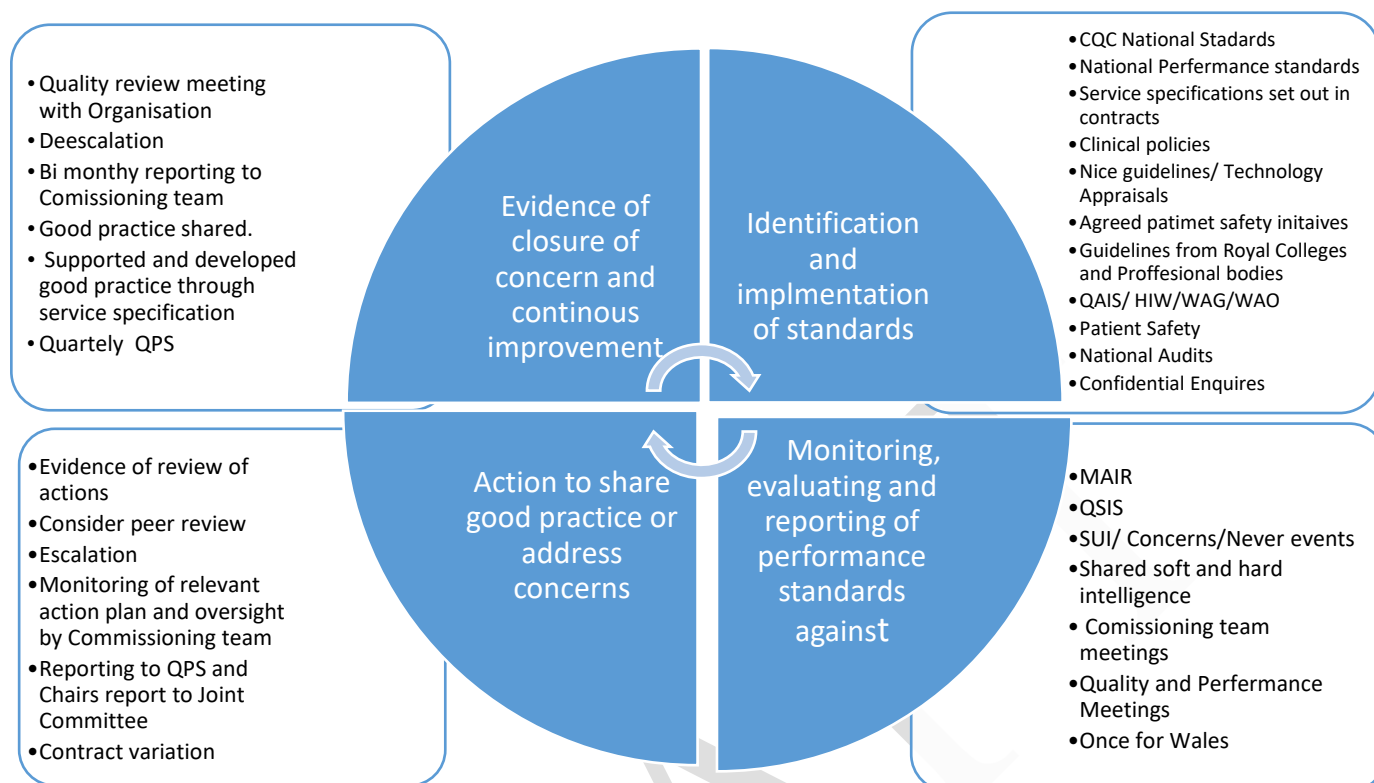 • Quality review meeting
with Organisation
• Deescalation
• Bi monthy reporting to
Comissioning team
• Good practice shared.
• Supported and developed
good practice through
service specification
• Quartely QPS
Evidence of
closure of
concern and
continous
improvement
Identification
and
implmentation
of standards
•CQC National Stadards
•National Perfermance standards
•Service specifications set out in
contracts
•Clinical policies
•Nice guidelines/ Technology
Appraisals
•Agreed patimet safety initaives
•Guidelines from Royal Colleges
and Proffesional bodies
•QAIS/ HIW/WAG/WAO
•Patient Safety
•National Audits
•Confidential Enquires
•Evidence of review of
actions
•Consider peer review
•Escalation
•Monitoring of relevant
action plan and oversight
by Commissioning team
•Reporting to QPS and
Chairs report to Joint
Committee
•Contract variation
Action to share
good practice or
address
concerns
Monitoring,
evaluating and
reporting of
performance
standards
against
•MAIR
•QSIS
•SUI/ Concerns/Never events
•Shared soft and hard
intelligence
• Comissioning team
meetings
•Quality and Perfermance
Meetings
•Once for Wales